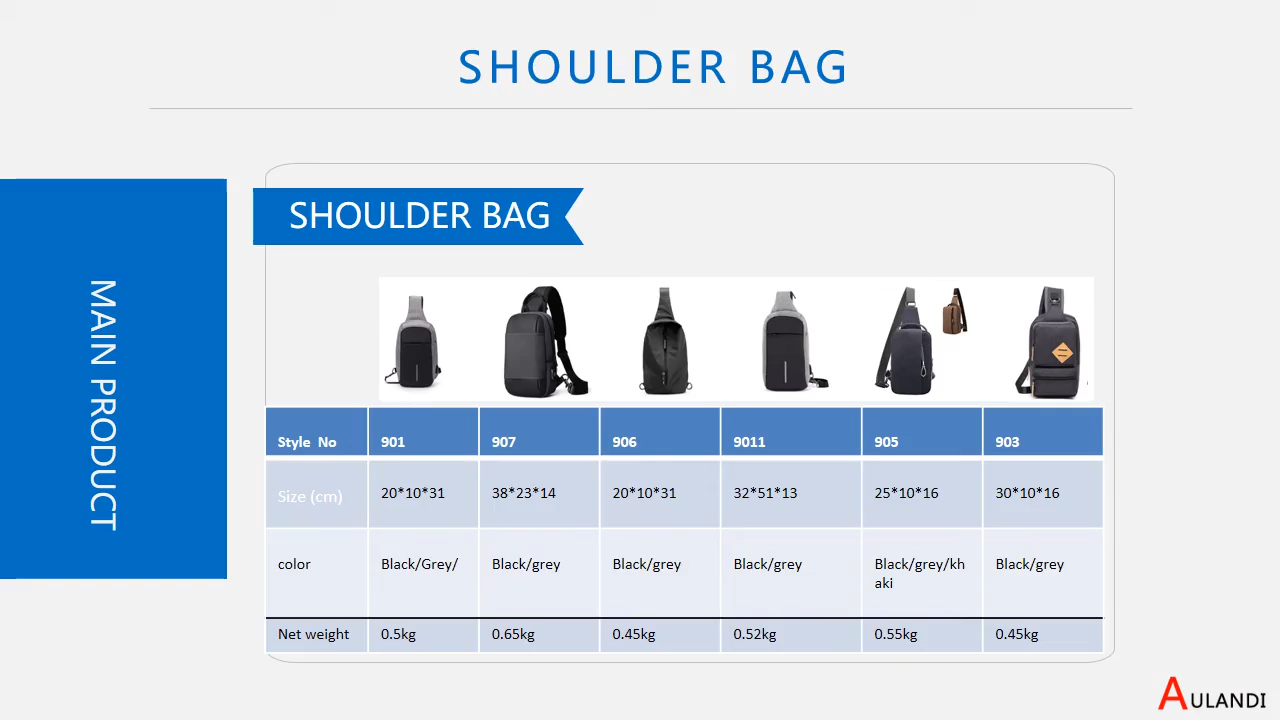 SHOULDER BAG
MAIN PRODUCT
SHOULDER BAG
Style No 901 907 906 9011 905 903
Size (cm) 20*10*31 38*23*14 20*10*31 32*51*13 25*10*16 30*10*16
color Black/Grey/ Black/grey Black/grey Black/grey Black/grey/kh Black/grey
aki
Net weight 0.5kg 0.65kg 0.45kg 0.52kg 0.55kg 0.45kg
AULANDI